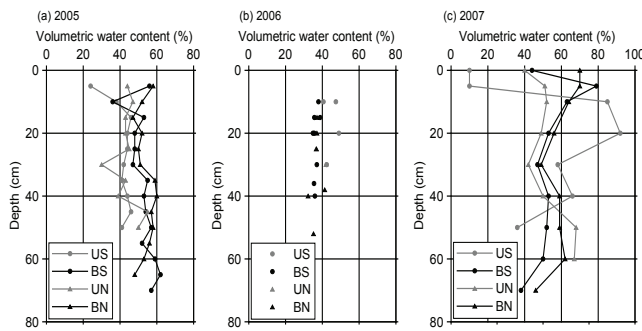 (a) 2005
Volumetric water content (%)
0 20 40 60 80
Depth (cm)
0
20
40
60
80
US
BS
UN
BN
(b) 2006
Volumetric water content (%)
0 20 40 60 80
Depth (cm)
0
20
40
60
80
US
BS
UN
BN
(c) 2007
Volumetric water content (%)
0 20 40 60 80 100
Depth (cm)
0
20
40
60
80
US
BS
UN
BN